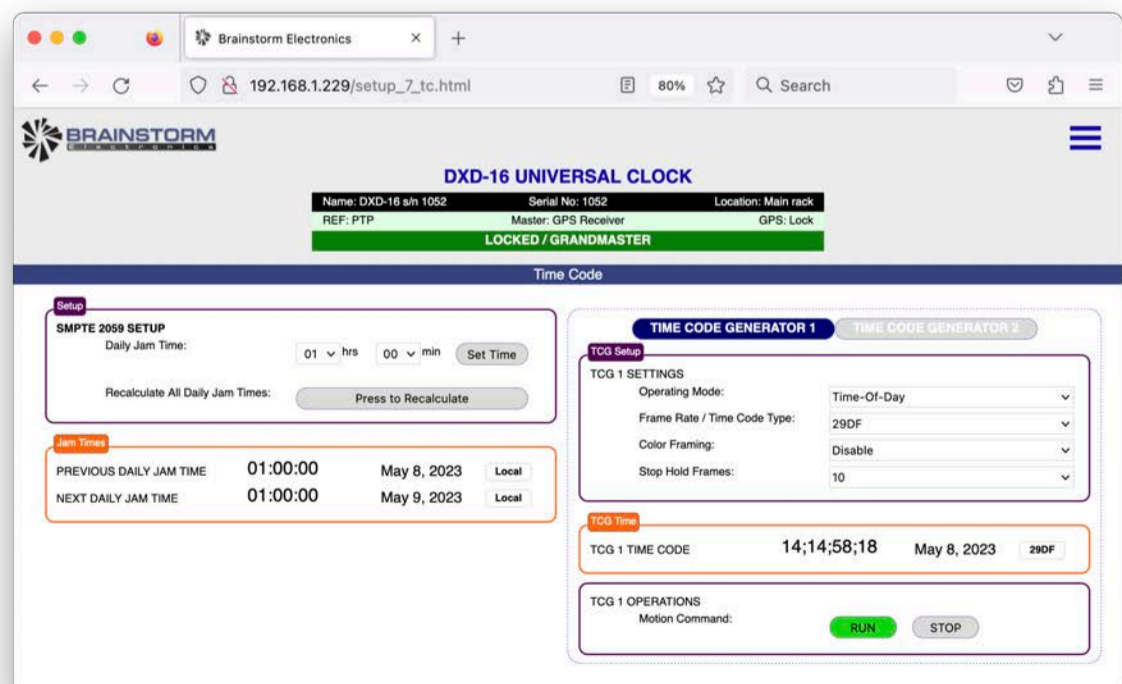 Brainstorm Electronics
192.168.1.229/setup_7_tc.html
80%
Search
BRAINSTORM
Electronics
DXD-16 UNIVERSAL CLOCK
Name: DXD-16 s/n 1052 Serial No: 1052 Location: Main rack
REF: PTP Master: GPS Receiver GPS: Lock
LOCKED / GRANDMASTER
Time Code
Setup
SMPTE 2059 SETUP
Daily Jam Time: 01 hrs 00 min Set Time
Recalculate All Daily Jam Times: Press to Recalculate
Jam Times
PREVIOUS DAILY JAM TIME 01:00:00 May 8, 2023 Local
NEXT DAILY JAM TIME 01:00:00 May 9, 2023 Local
TIME CODE GENERATOR 1 TIME CODE GENERATOR 2
TCG Setup
TCG 1 SETTINGS
Operating Mode: Time-Of-Day
Frame Rate / Time Code Type: 29DF
Color Framing: Disable
Stop Hold Frames: 10
TCG Time
TCG 1 TIME CODE 14;14;58;18 May 8, 2023 29DF
TCG 1 OPERATIONS
Motion Command: RUN STOP